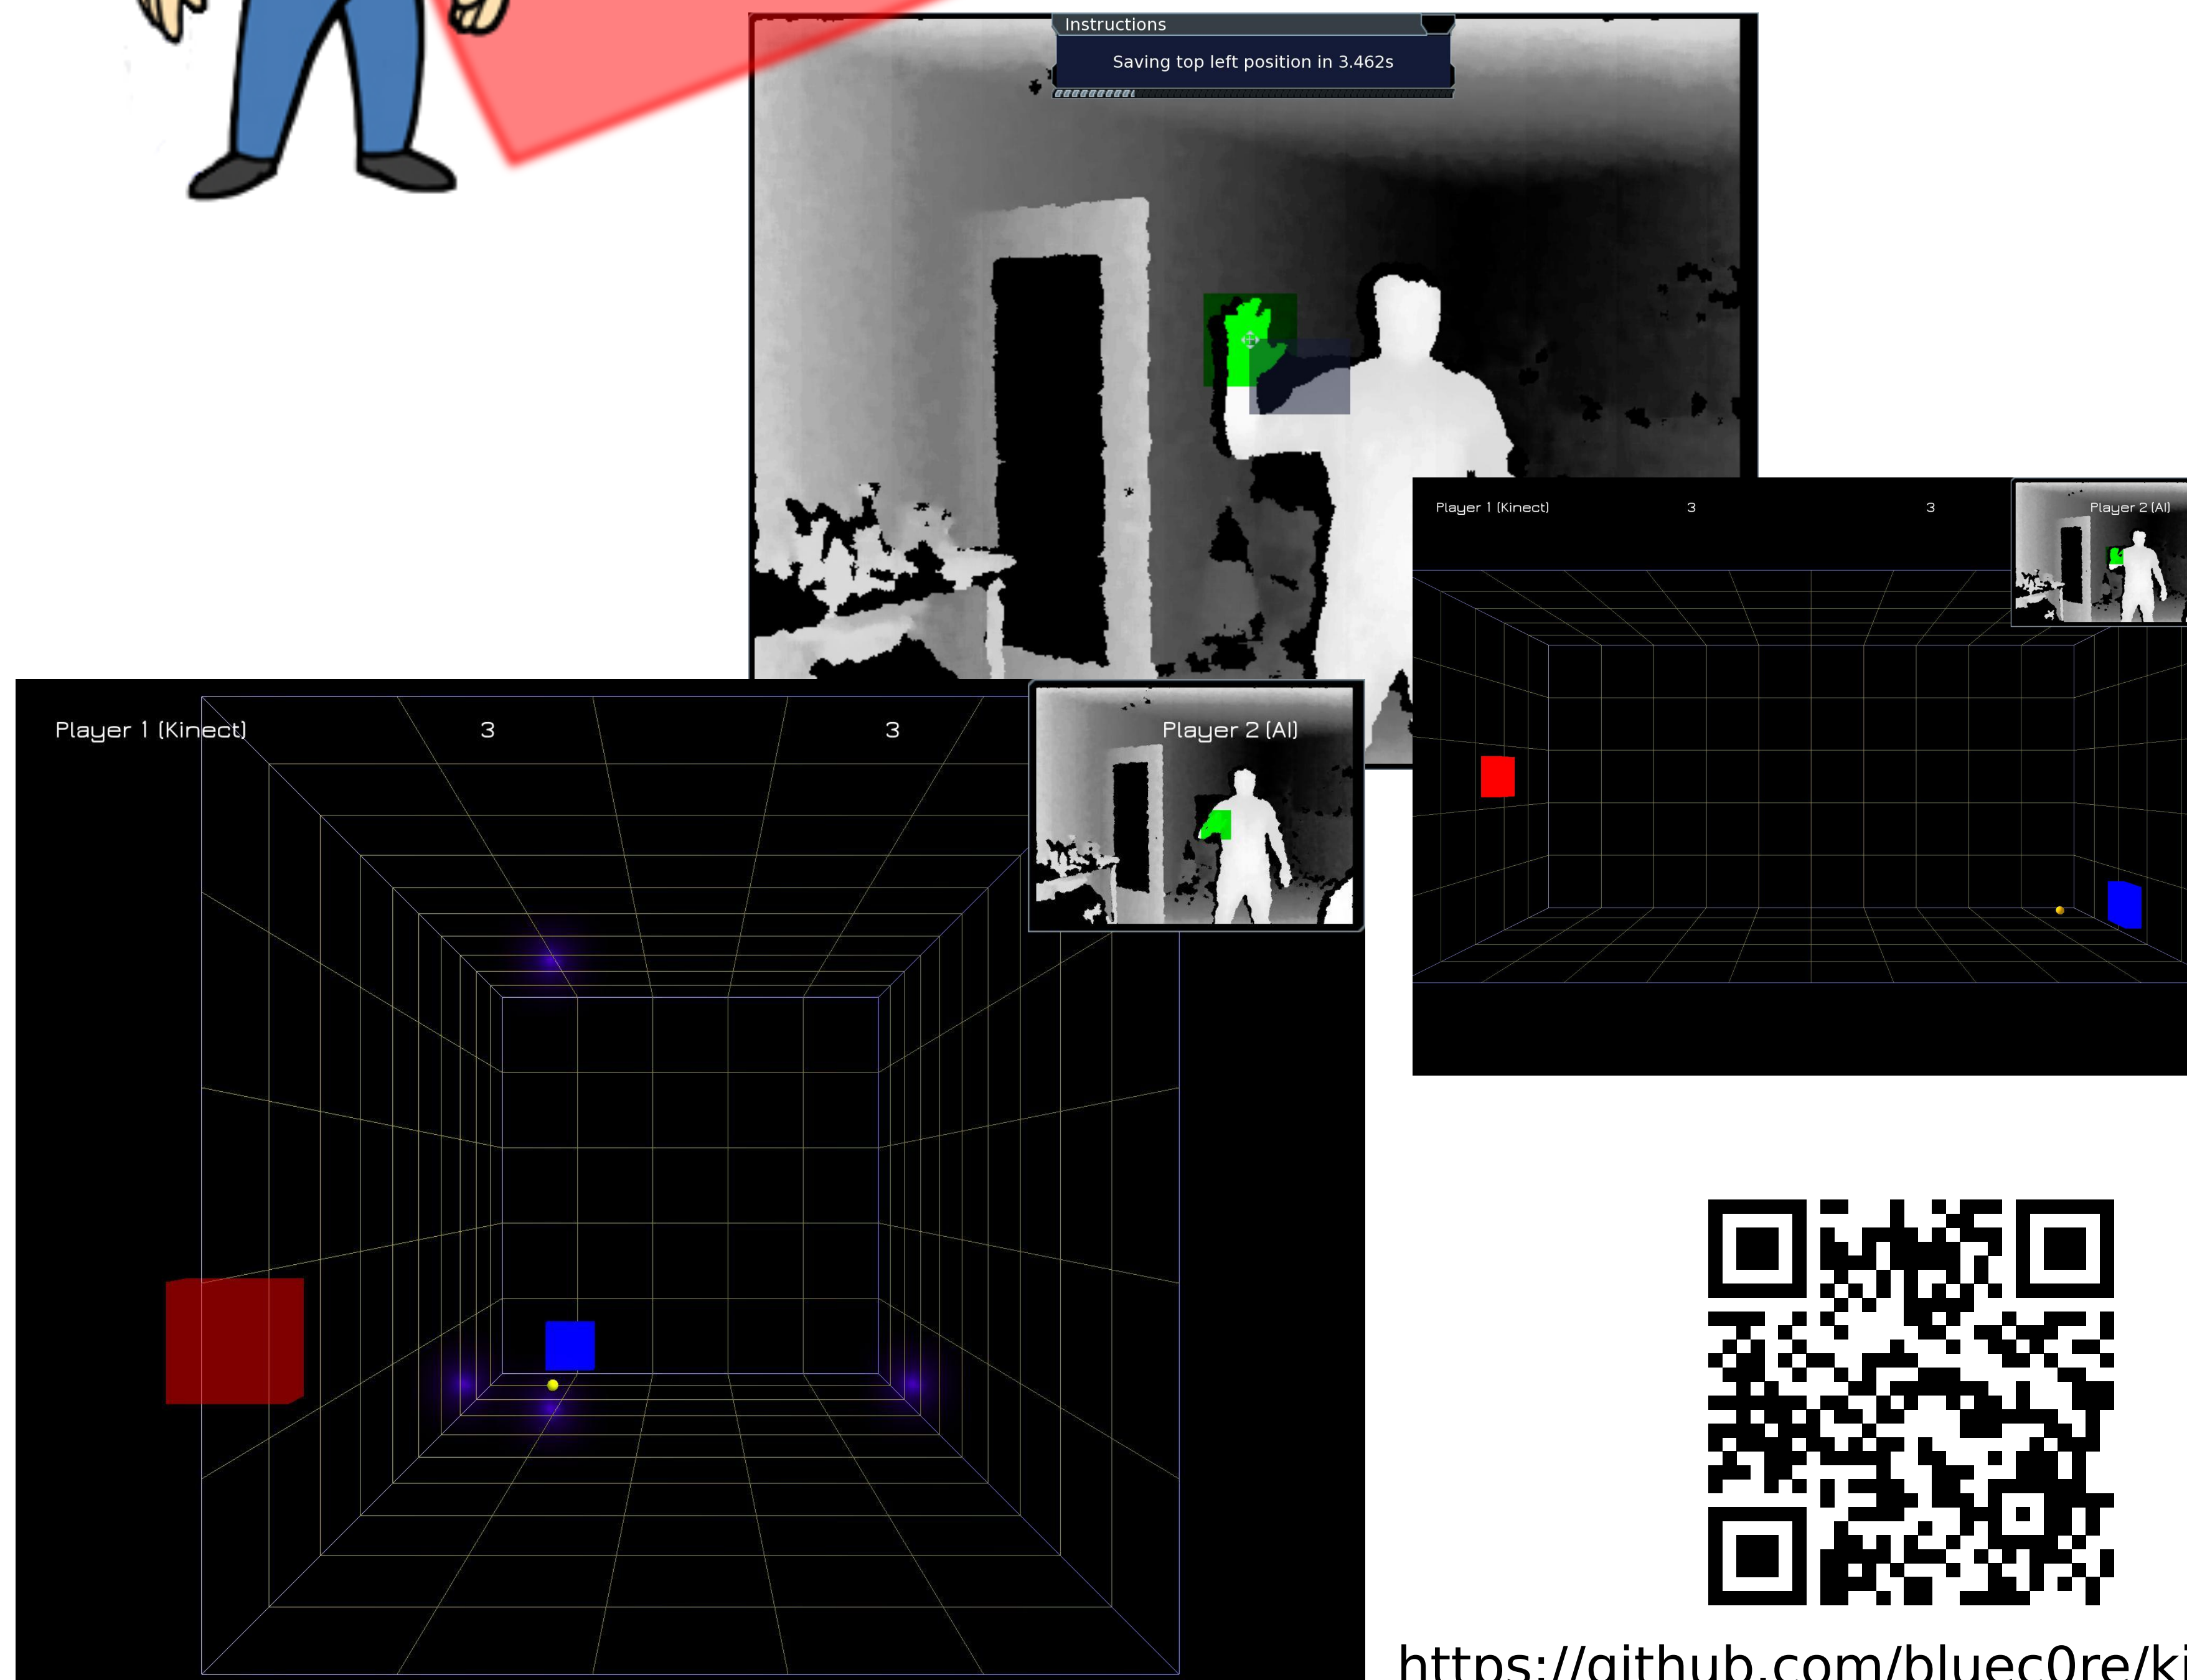 Instructions
Saving top left position in 3.462s
Player 1 (Kinect) 3 3 Player 2 (AI)
Player 1 (Kinect) 3 3 Player 2 (AI)
https://github.com/bluec0re/ki